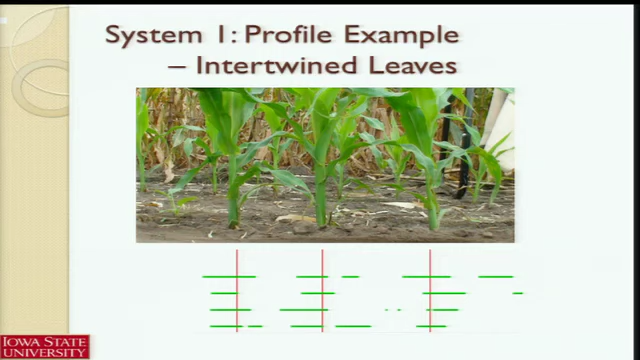 System 1: Profile Example
– Intertwined Leaves
IOWA STATE
UNIVERSITY